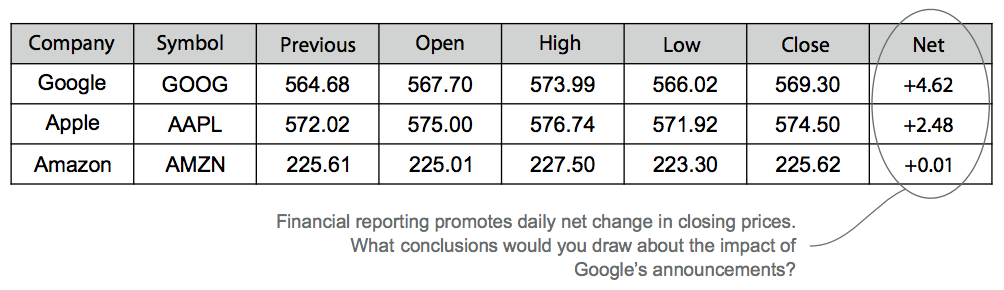 Company Symbol Previous Open High Low Close Net
Google GOOG 564.68 567.70 573.99 566.02 569.30 +4.62
Apple AAPL 572.02 575.00 576.74 571.92 574.50 +2.48
Amazon AMZN 225.61 225.01 227.50 223.30 225.62 +0.01
Financial reporting promotes daily net change in closing prices.
What conclusions would you draw about the impact of
Google's announcements?